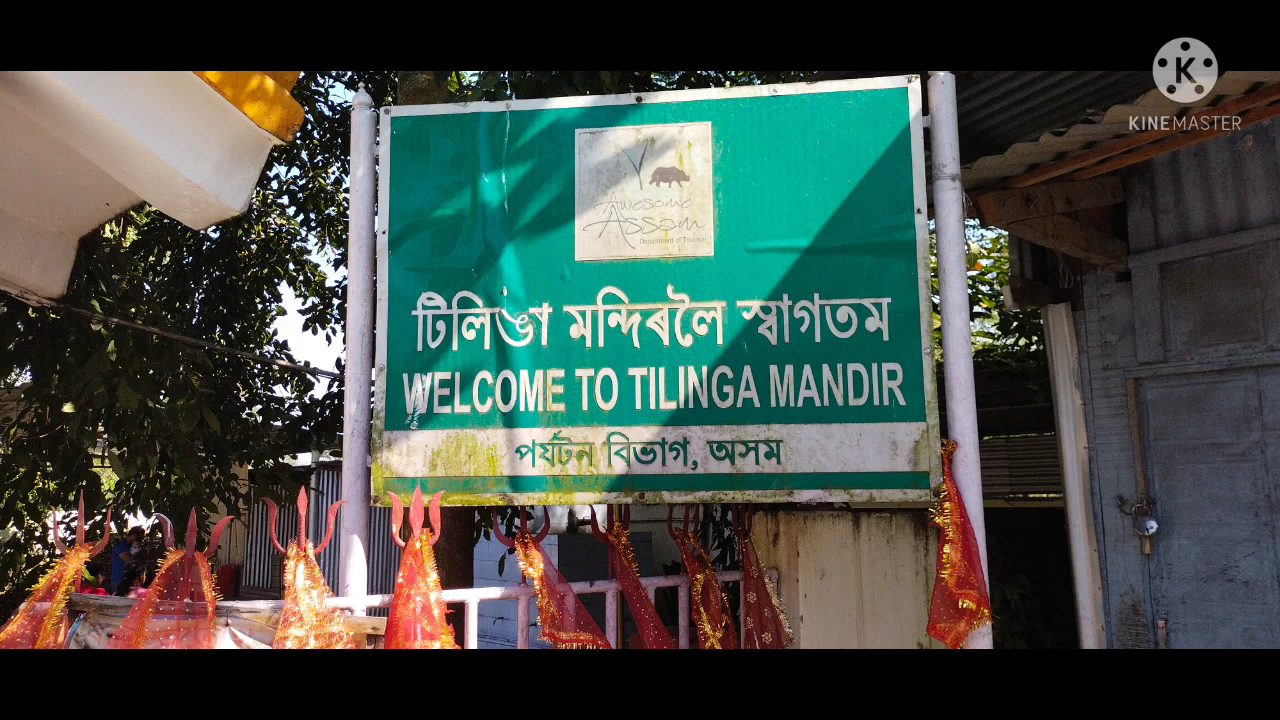 KINEMASTER
Awesome
Assam
Department of Tourism
টিলিঙা মন্দিৰলৈ স্বাগতম
WELCOME TO TILINGA MANDIR
পৰ্যটন বিভাগ, অসম